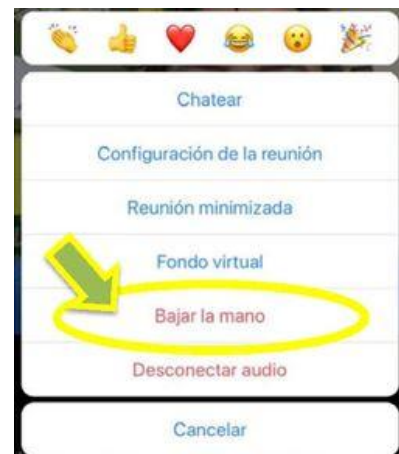 Chatear
Configuración de la reunión
Reunión minimizada
Fondo virtual
Bajar la mano
Desconectar audio
Cancelar